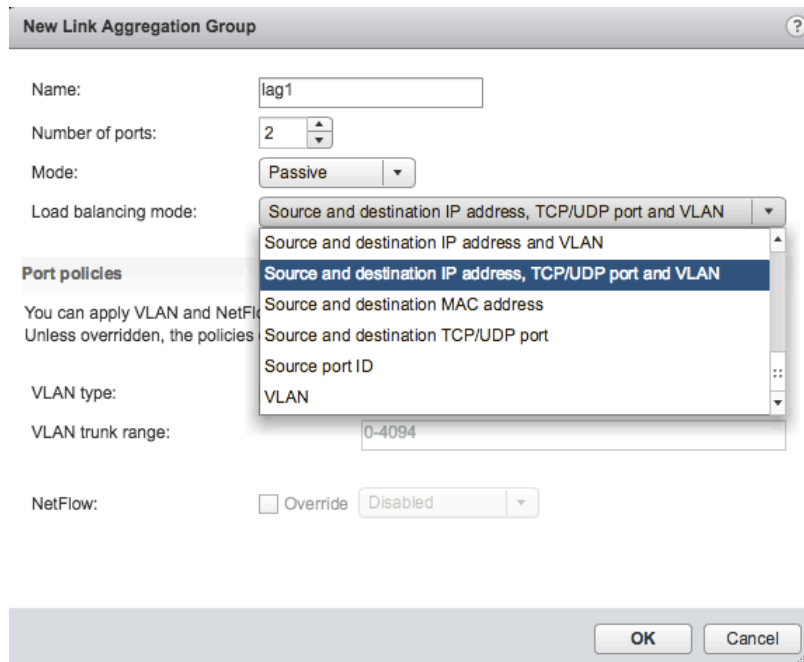 New Link Aggregation Group
?
Name: lag1
Number of ports: 2
Mode: Passive
Load balancing mode: Source and destination IP address, TCP/UDP port and VLAN
Source and destination IP address and VLAN
Port policies Source and destination IP address, TCP/UDP port and VLAN
Source and destination MAC address
You can apply VLAN and NetFl
Unless overridden, the policies Source and destination TCP/UDP port
Source port ID
VLAN type:
VLAN
VLAN trunk range: 0-4094
NetFlow: Override Disabled
OK Cancel